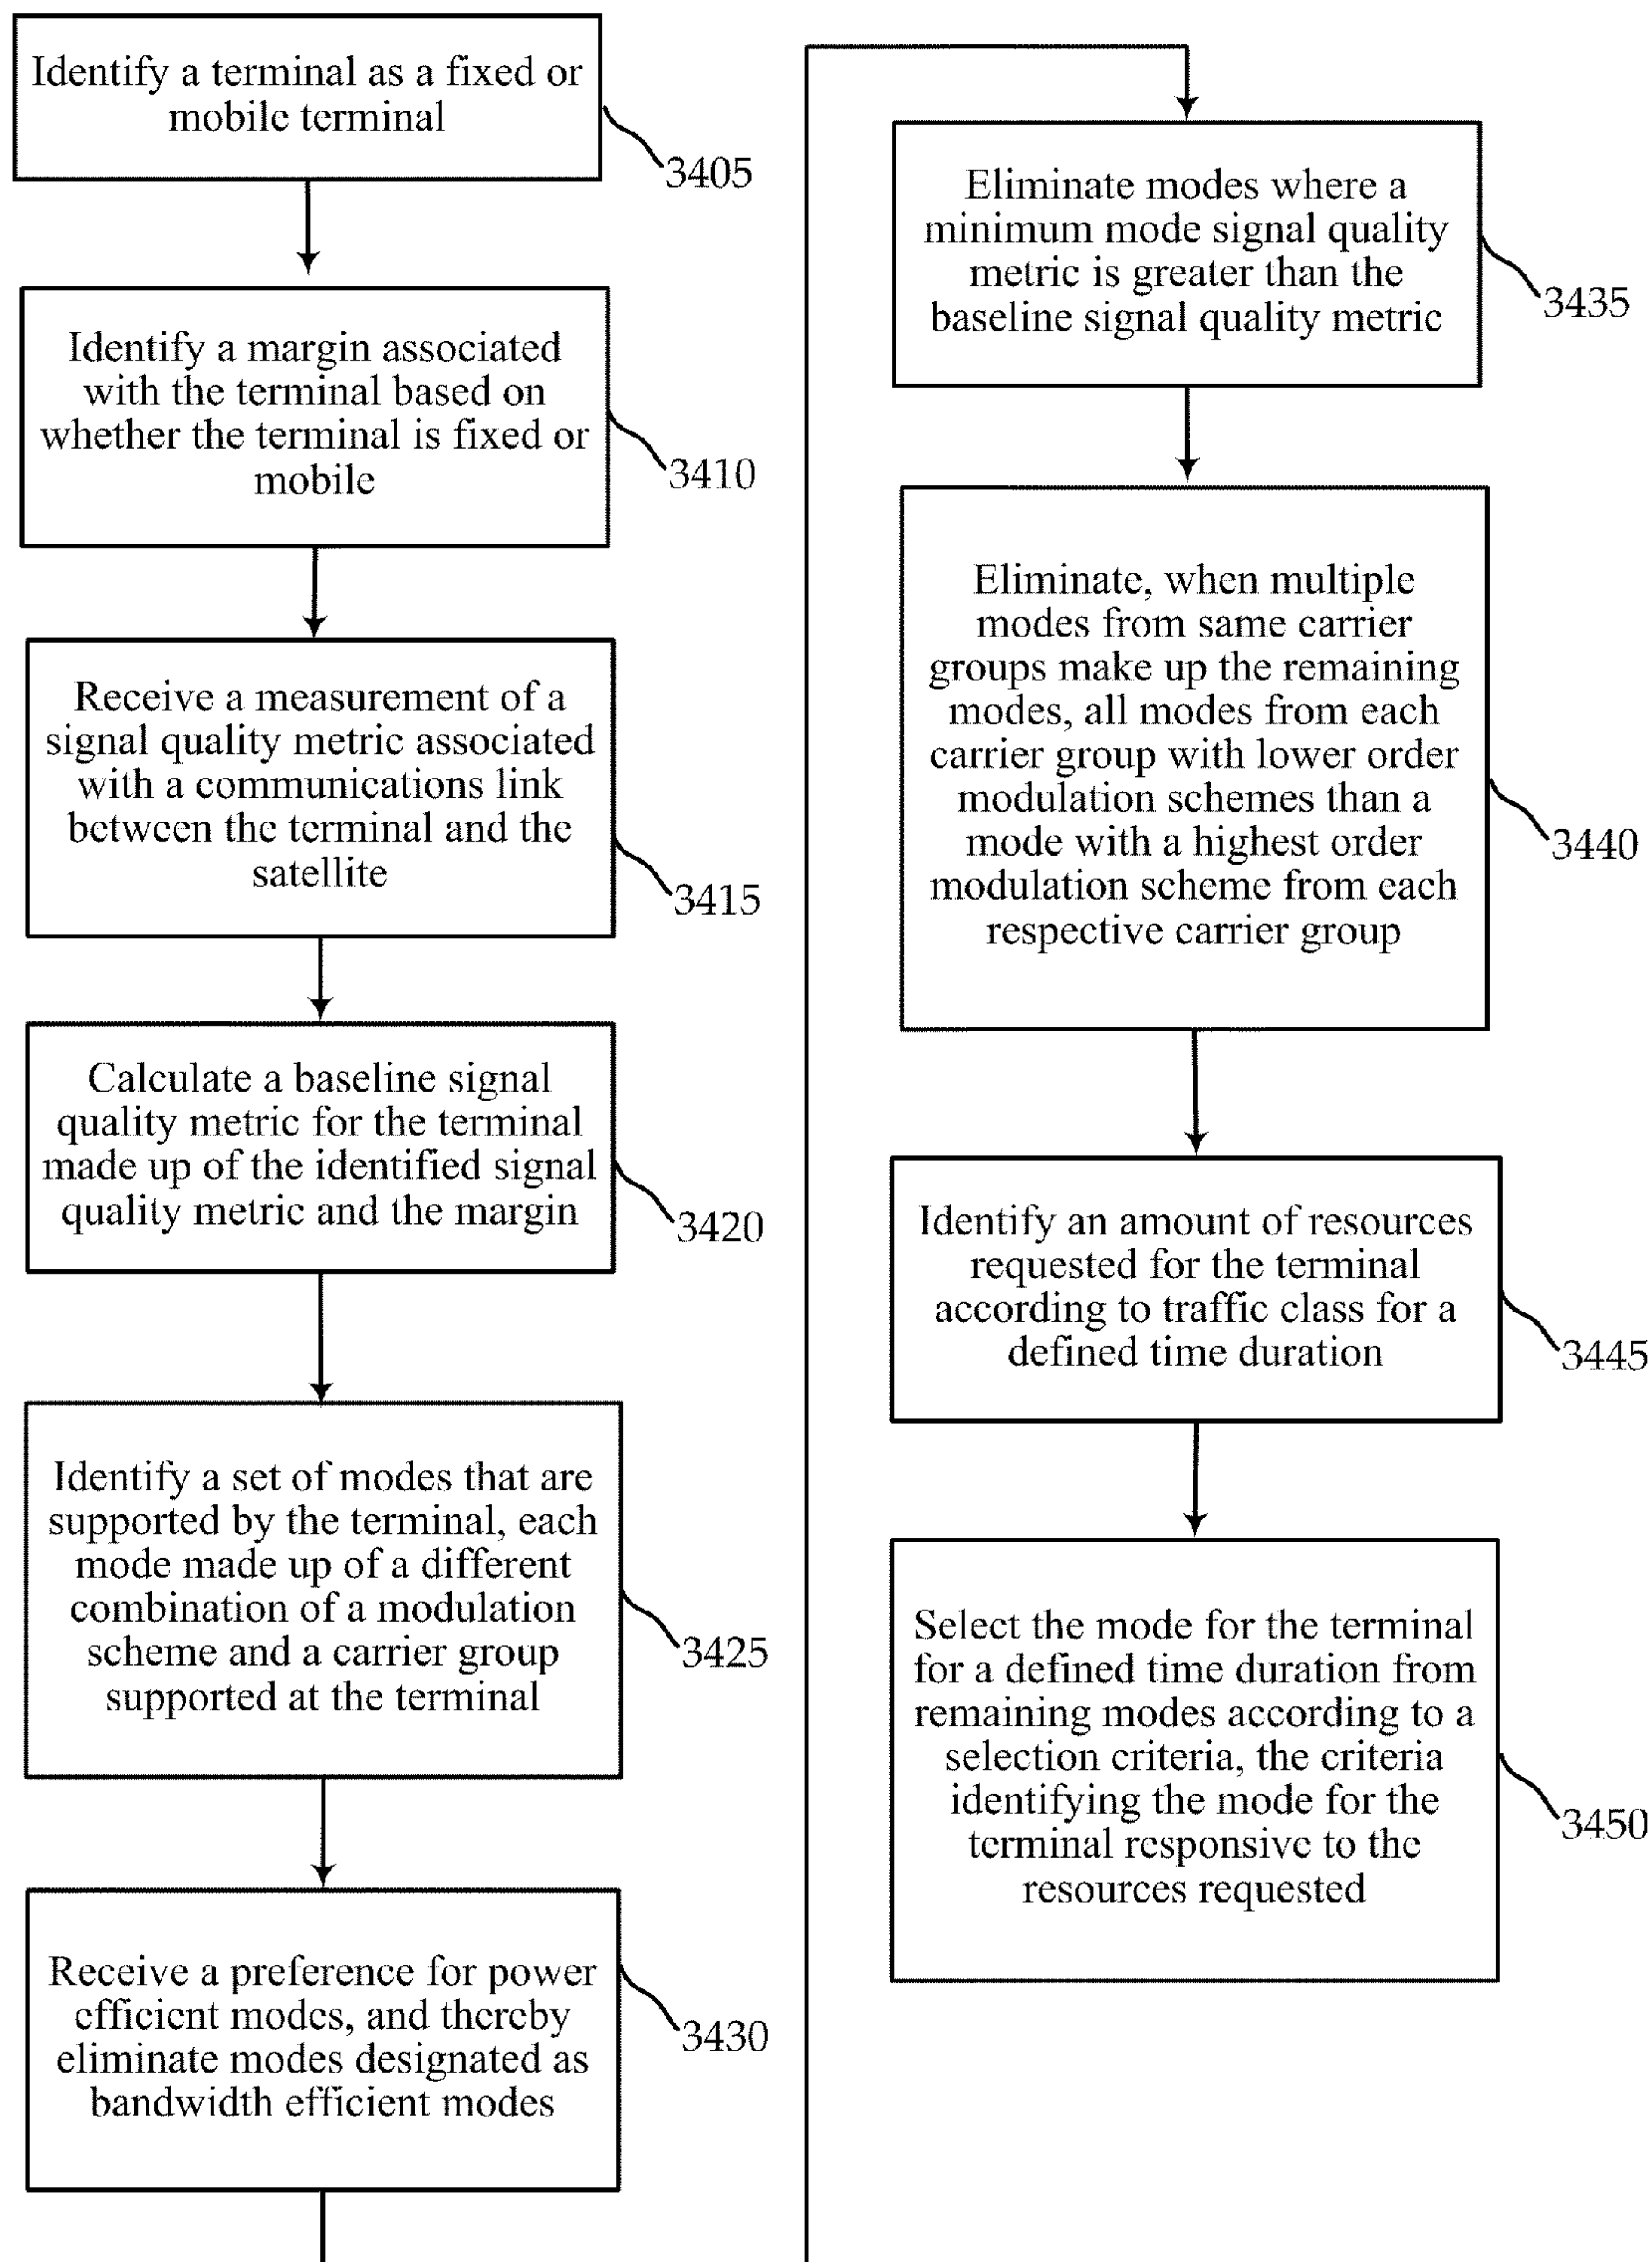 Identify a terminal as a fixed or
mobile terminal
3405
Identify a margin associated
with the terminal based on
whether the terminal is fixed or
mobile
3410
Receive a measurement of a
signal quality metric associated
with a communications link
between the terminal and the
satellite
3415
Calculate a baseline signal
quality metric for the terminal
made up of the identified signal
quality metric and the margin
3420
Identify a set of modes that are
supported by the terminal, each
mode made up of a different
combination of a modulation
scheme and a carrier group
supported at the terminal
3425
Receive a preference for power
efficient modes, and thereby
eliminate modes designated as
bandwidth efficient modes
3430
Eliminate modes where a
minimum mode signal quality
metric is greater than the
baseline signal quality metric
3435
Eliminate, when multiple
modes from same carrier
groups make up the remaining
modes, all modes from each
carrier group with lower order
modulation schemes than a
mode with a highest order
modulation scheme from each
respective carrier group
3440
Identify an amount of resources
requested for the terminal
according to traffic class for a
defined time duration
3445
Select the mode for the terminal
for a defined time duration from
remaining modes according to a
selection criteria, the criteria
identifying the mode for the
terminal responsive to the
resources requested
3450